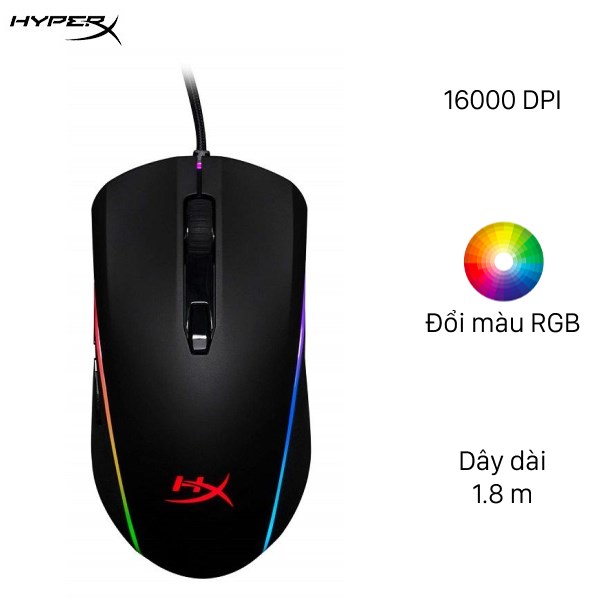 HYPERX
16000 DPI
Đổi màu RGB
Dây dài
1.8 m
HX